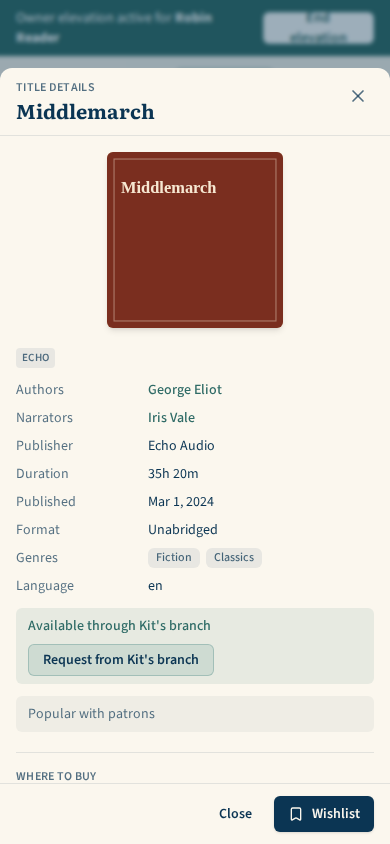 Owner elevation active for Robin
Reader
End
elevation
TITLE DETAILS
Middlemarch
Middlemarch
ECHO
Authors George Eliot
Narrators Iris Vale
Publisher Echo Audio
Duration 35h 20m
Published Mar 1, 2024
Format Unabridged
Genres Fiction Classics
Language en
Available through Kit's branch
Request from Kit's branch
Popular with patrons
WHERE TO BUY
Close Wishlist